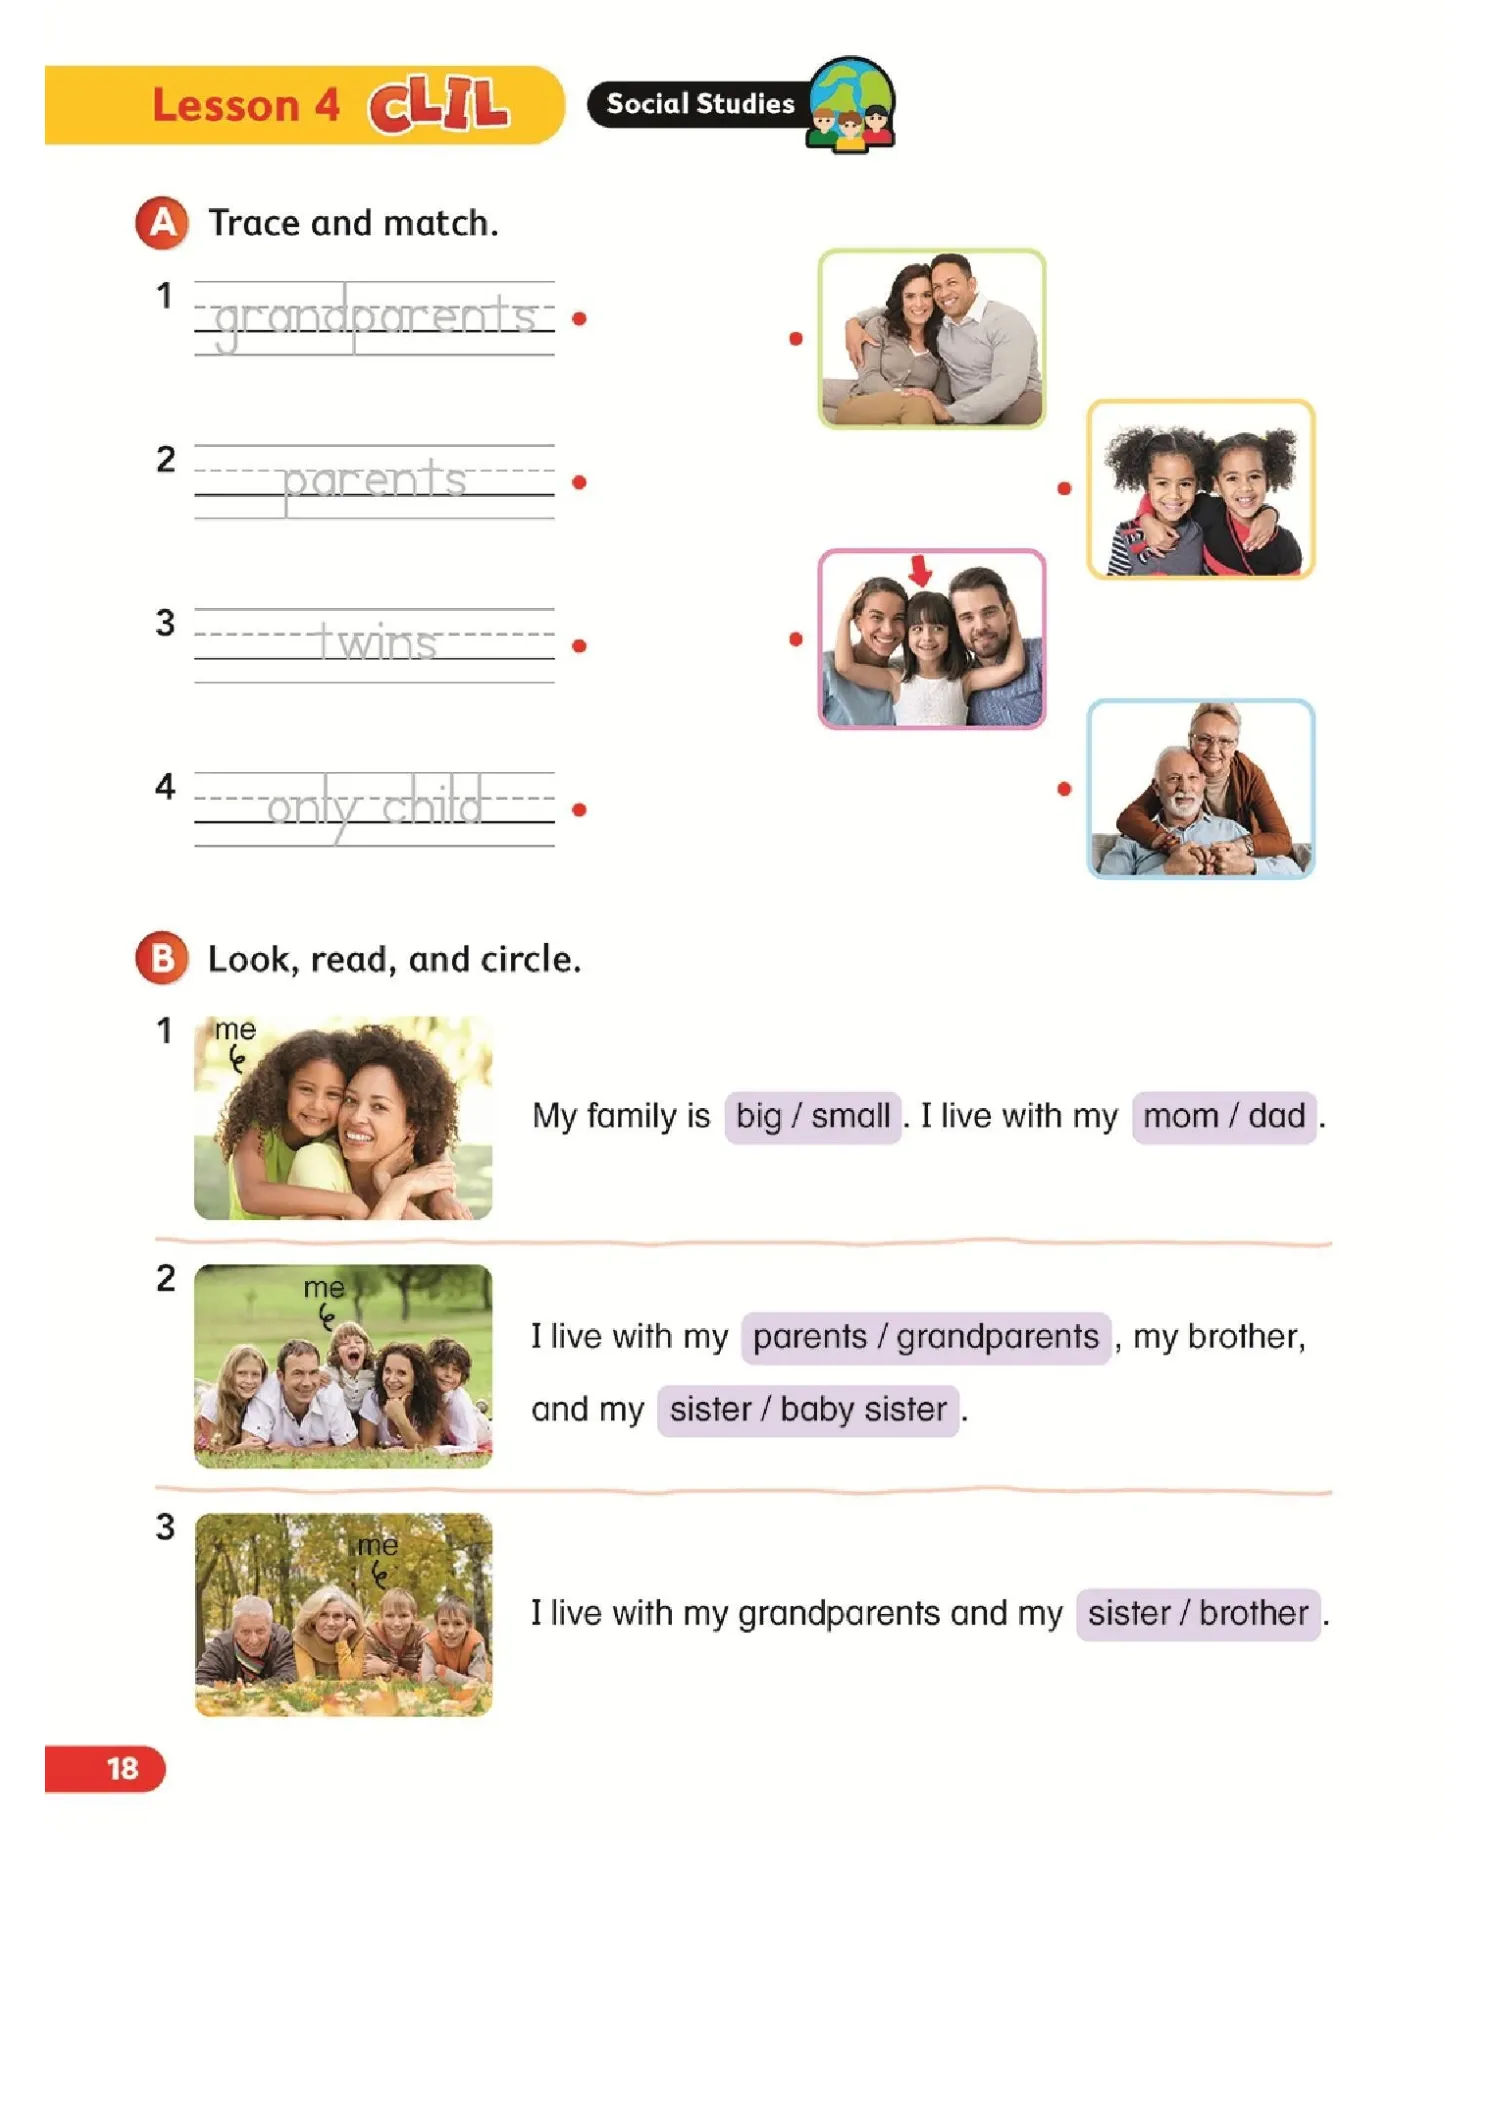 Lesson 4 CLIL Social Studies
A Trace and match.
1 grandparents
2 parents
3 twins
4 only child
B Look, read, and circle.
1 me
My family is big / small . I live with my mom / dad .
2 me
I live with my parents / grandparents , my brother,
and my sister / baby sister .
3 me
I live with my grandparents and my sister / brother .
18